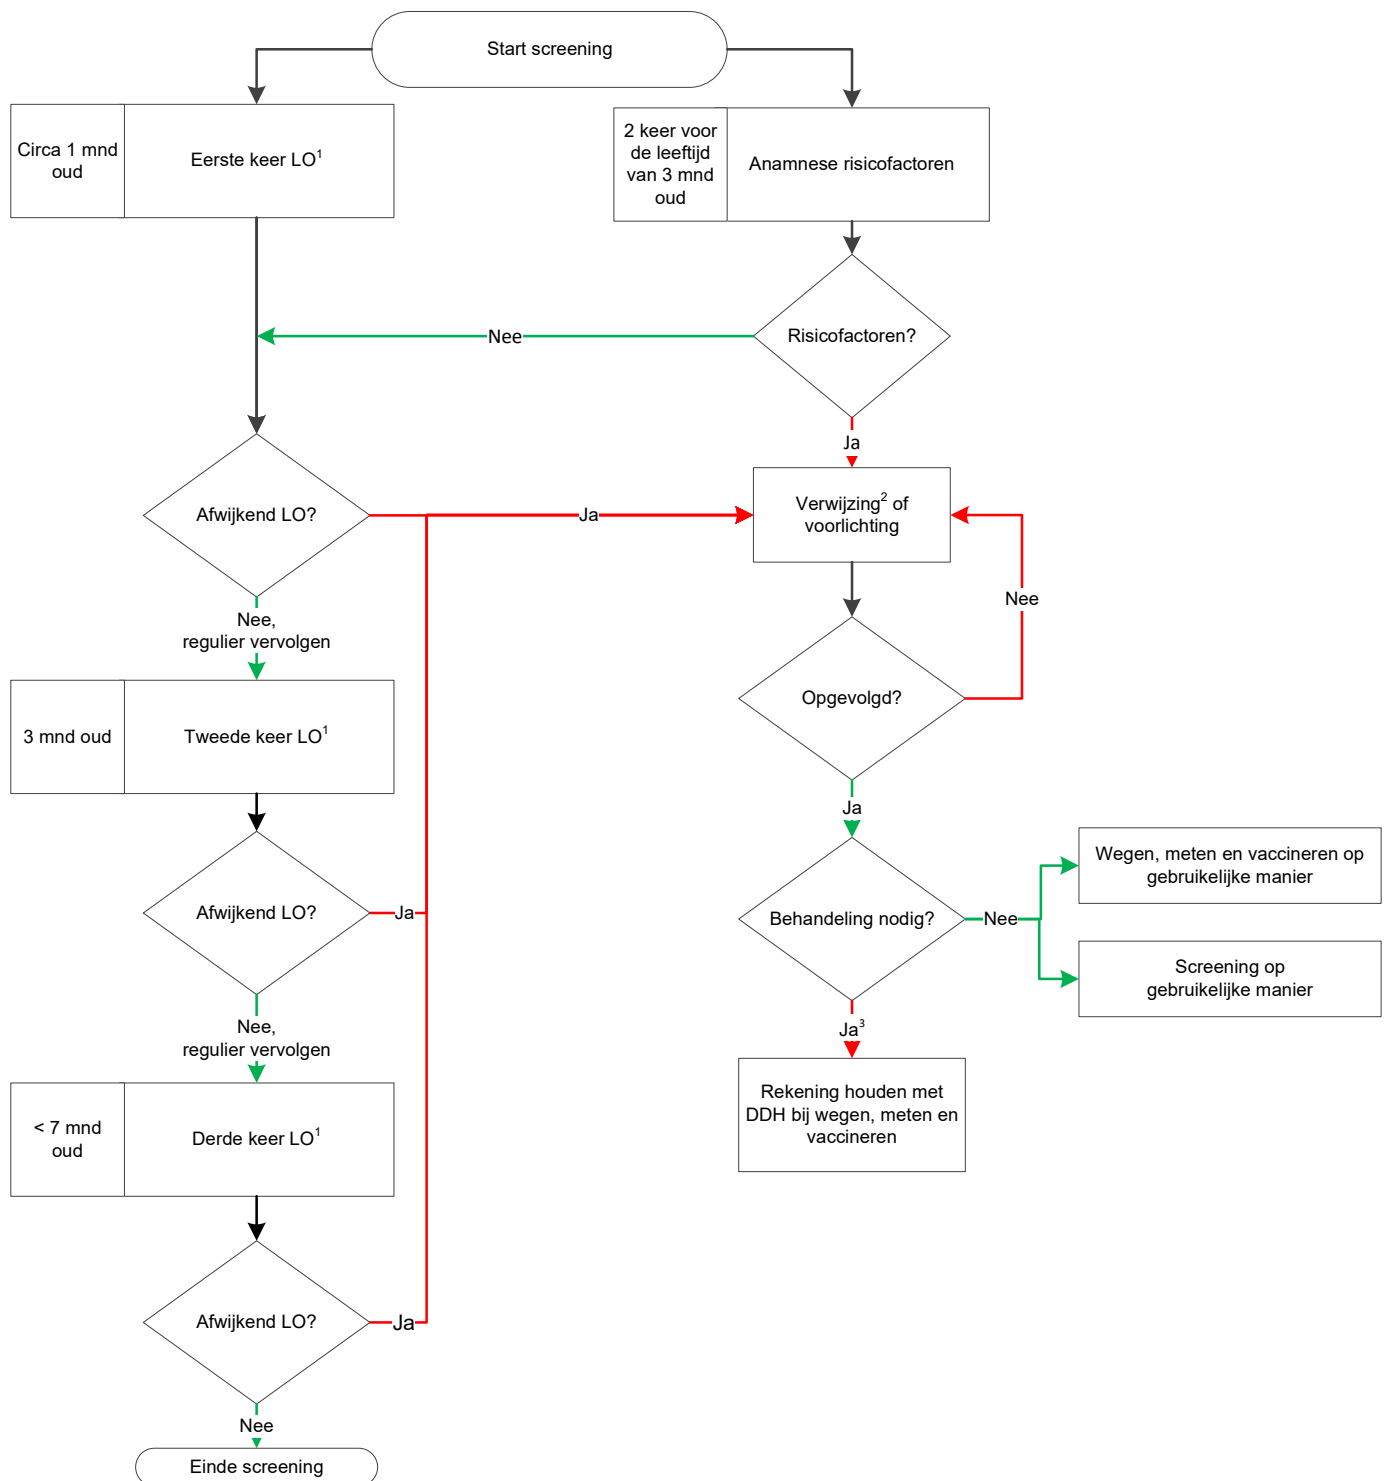 Start screening
Circa 1 mnd
oud
Eerste keer LO¹
2 keer voor
de leeftijd
van 3 mnd
oud
Anamnese risicofactoren
Risicofactoren?
Nee
Ja
Afwijkend LO?
Ja
Verwijzing² of
voorlichting
Nee
Nee,
regulier vervolgen
Opgevolgd?
3 mnd oud
Tweede keer LO¹
Ja
Afwijkend LO?
Ja
Behandeling nodig?
Nee
Wegen, meten en vaccineren op
gebruikelijke manier
Screening op
gebruikelijke manier
Nee,
regulier vervolgen
Ja³
Rekening houden met
DDH bij wegen, meten en
vaccineren
< 7 mnd
oud
Derde keer LO¹
Afwijkend LO?
Ja
Nee
Einde screening